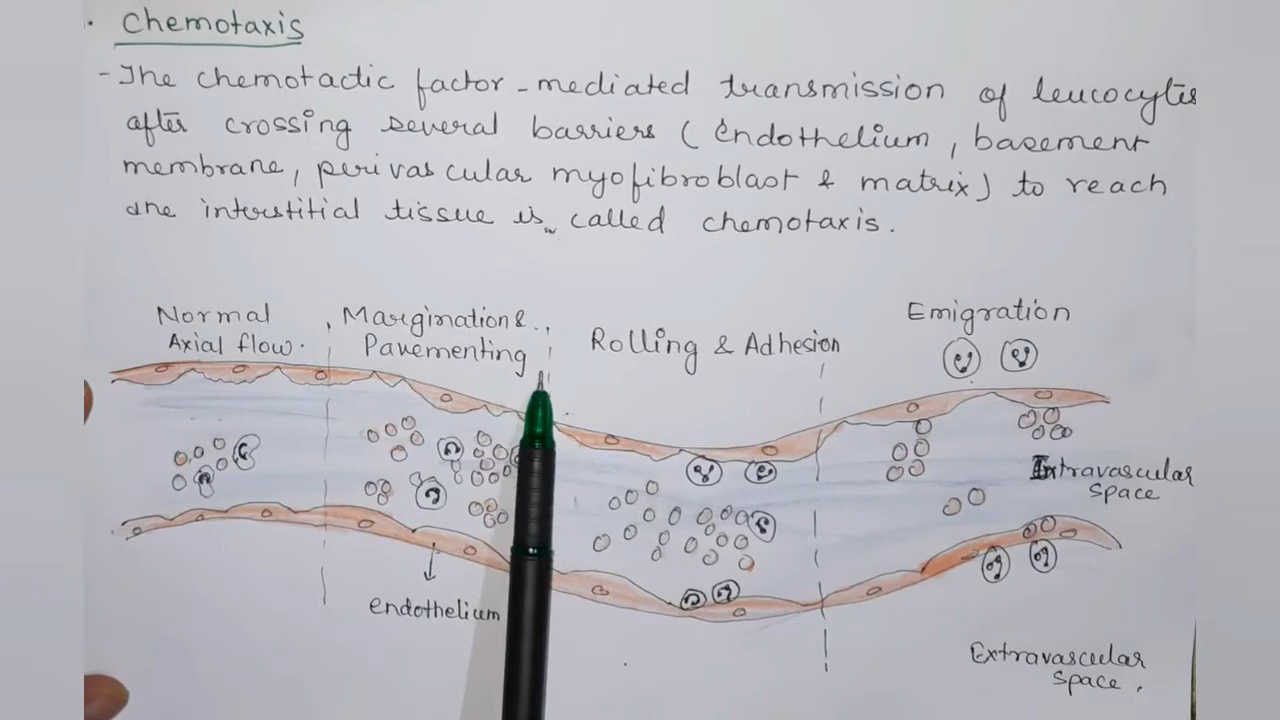 Chemotaxis
- The chemotactic factor-mediated transmission of leucocytes
after crossing several barriers (endothelium, basement
membrane, perivascular myofibroblast & matrix) to reach
the interstitial tissue is called chemotaxis.
Normal
Axial flow.
Margination &
Pavementing
Rolling & Adhesion
Emigration
Intravascular
Space
endothelium
Extravascular
Space.